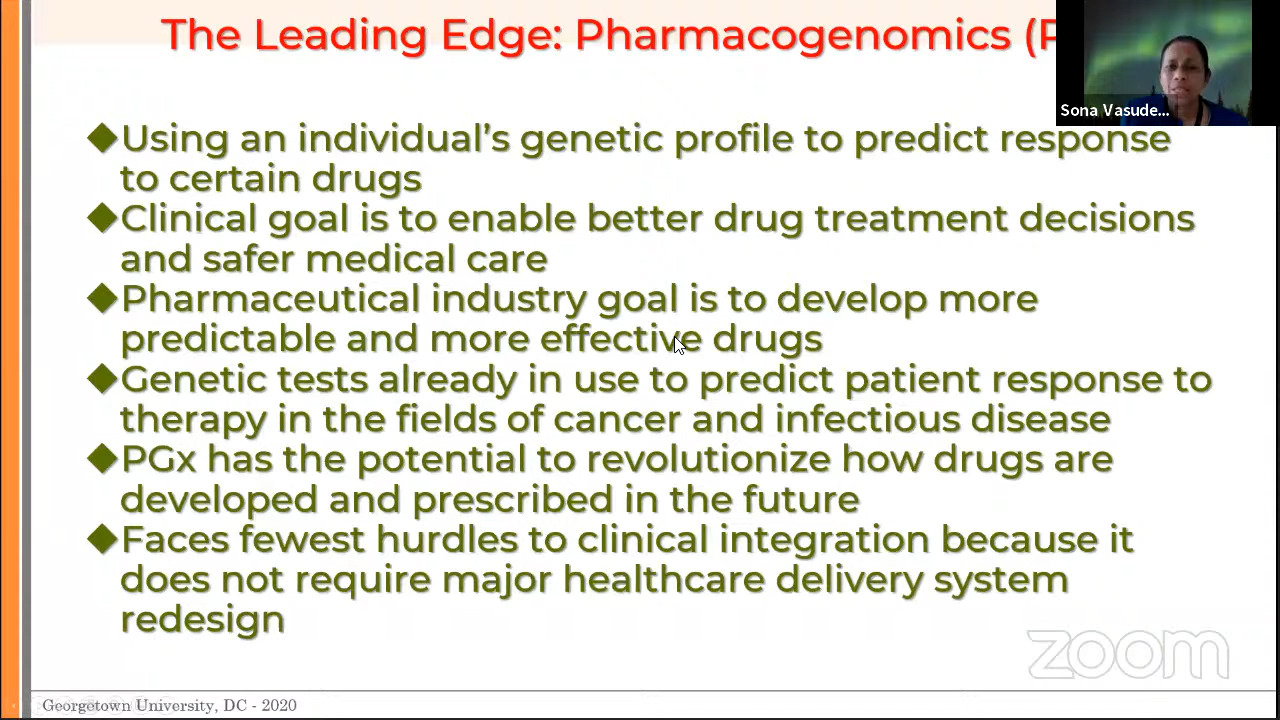 The Leading Edge: Pharmacogenomics (P
Sona Vasude...
◆Using an individual's genetic profile to predict response
to certain drugs
◆Clinical goal is to enable better drug treatment decisions
and safer medical care
◆Pharmaceutical industry goal is to develop more
predictable and more effective drugs
◆Genetic tests already in use to predict patient response to
therapy in the fields of cancer and infectious disease
◆PGx has the potential to revolutionize how drugs are
developed and prescribed in the future
◆Faces fewest hurdles to clinical integration because it
does not require major healthcare delivery system
redesign
zoom
Georgetown University, DC - 2020